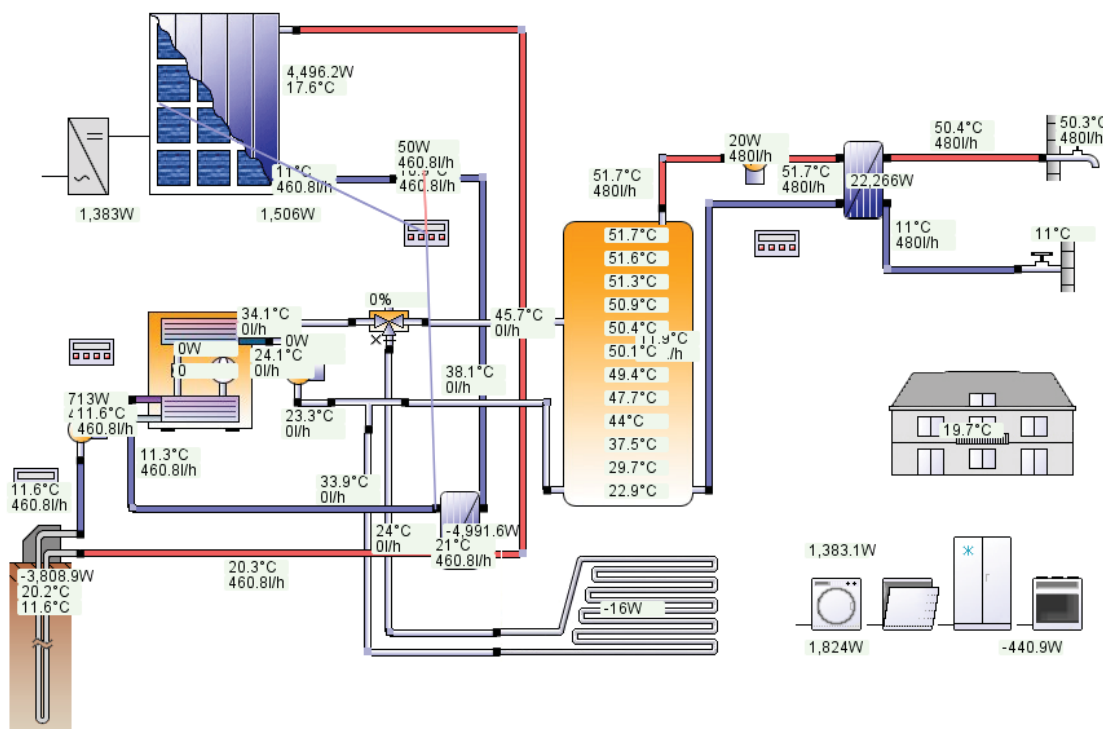 4,496.2W
17.6°C
50W
460.8l/h
460.8l/h
11°C
460.8l/h
1,383W
1,506W
20W
480l/h
50.4°C
480l/h
50.3°C
480l/h
51.7°C
480l/h
51.7°C
480l/h
22,266W
11°C
480l/h
11°C
51.7°C
51.6°C
51.3°C
50.9°C
50.4°C
50.1°C
49.4°C
47.7°C
44°C
37.5°C
29.7°C
22.9°C
11.9°C
0%
34.1°C
0l/h
45.7°C
0l/h
0W
0W
0
24.1°C
0l/h
38.1°C
0l/h
23.3°C
0l/h
713W
11.6°C
460.8l/h
11.3°C
460.8l/h
33.9°C
0l/h
11.6°C
460.8l/h
24°C
0l/h
-4,991.6W
21°C
460.8l/h
20.3°C
460.8l/h
-3,808.9W
20.2°C
11.6°C
-16W
19.7°C
1,383.1W
1,824W
-440.9W